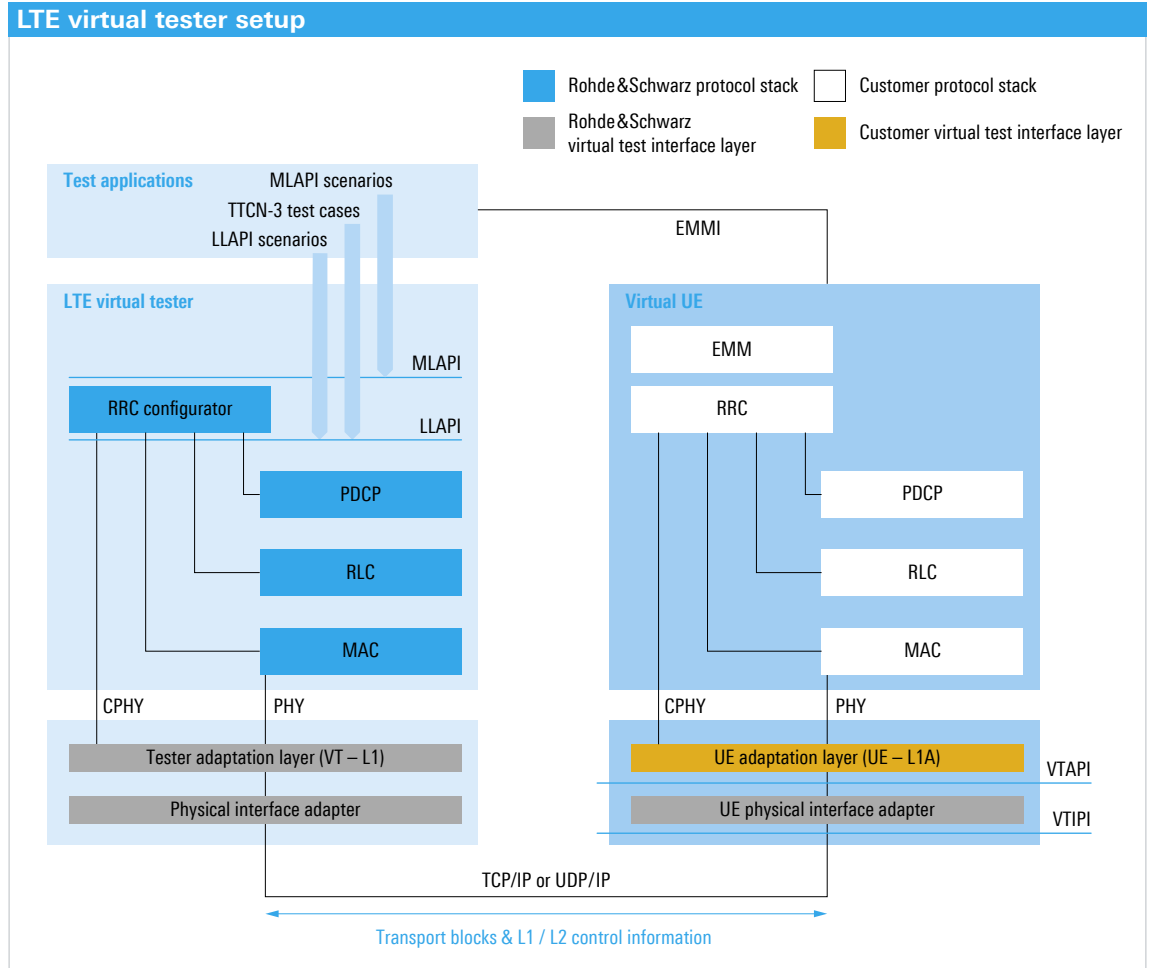 LTE virtual tester setup
Rohde&Schwarz protocol stack
Customer protocol stack
Rohde&Schwarz
virtual test interface layer
Customer virtual test interface layer
Test applications
MLAPI scenarios
TTCN-3 test cases
LLAPI scenarios
EMMI
LTE virtual tester
MLAPI
RRC configurator
LLAPI
PDCP
RLC
MAC
CPHY
PHY
Tester adaptation layer (VT – L1)
Physical interface adapter
Virtual UE
EMM
RRC
PDCP
RLC
MAC
CPHY
PHY
UE adaptation layer (UE – L1A)
VTAPI
UE physical interface adapter
VTIPI
TCP/IP or UDP/IP
Transport blocks & L1 / L2 control information